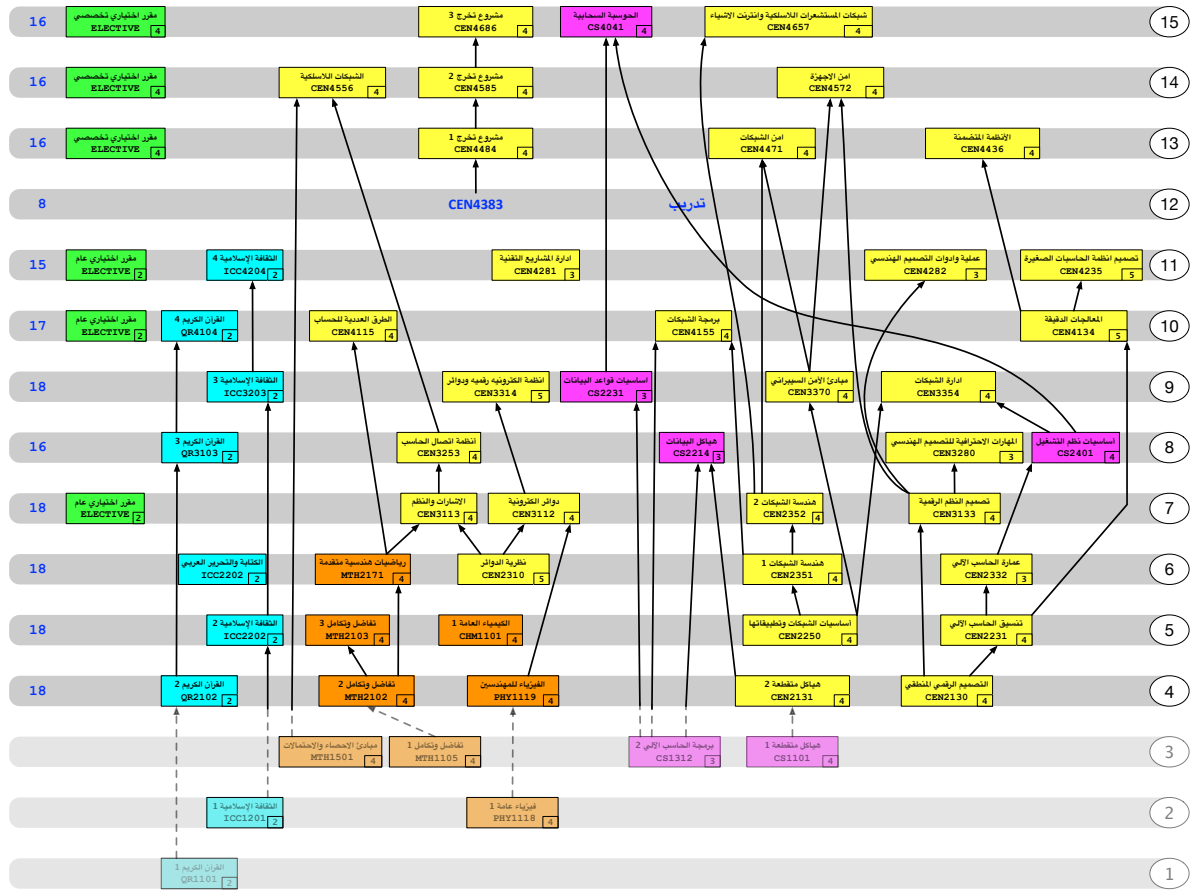 16
مقرر اختياري تخصصي
ELECTIVE 4
مشروع تخرج 3
CEN4686 4
الحوسبة السحابية
CS4041 4
شبكات المستشعرات اللاسلكية وانترنت الاشياء
CEN4657 4
15
16
مقرر اختياري تخصصي
ELECTIVE 4
الشبكات اللاسلكية
CEN4556 4
مشروع تخرج 2
CEN4585 4
امن الاجهزة
CEN4572 4
14
16
مقرر اختياري تخصصي
ELECTIVE 4
مشروع تخرج 1
CEN4484 4
امن الشبكات
CEN4471 4
الأنظمة المتضمنة
CEN4436 4
13
8
CEN4383
تدريب
12
15
مقرر اختياري عام
ELECTIVE 2
الثقافة الإسلامية 4
ICC4204 2
ادارة المشاريع التقنية
CEN4281 3
عملية وادوات التصميم الهندسي
CEN4282 3
تصميم انظمة الحاسبات الصغيرة
CEN4235 5
11
17
مقرر اختياري عام
ELECTIVE 2
القرآن الكريم 4
QR4104 2
الطرق العددية للحساب
CEN4115 4
برمجة الشبكات
CEN4155 4
المعالجات الدقيقة
CEN4134 5
10
18
الثقافة الإسلامية 3
ICC3203 2
انظمة الكترونيه رقميه ودوائر
CEN3314 5
اساسيات قواعد البيانات
CS2231 3
مبادئ الأمن السيبراني
CEN3370 4
ادارة الشبكات
CEN3354 4
9
16
القرآن الكريم 3
QR3103 2
انظمة اتصال الحاسب
CEN3253 4
هياكل البيانات
CS2214 3
المهارات الاحترافية للتصميم الهندسي
CEN3280 3
أساسيات نظم التشغيل
CS2401 4
8
18
مقرر اختياري عام
ELECTIVE 2
الاشارات والنظم
CEN3113 4
دوائر الكترونية
CEN3112 4
هندسة الشبكات 2
CEN2352 4
تصميم النظم الرقمية
CEN3133 4
7
18
الكتابة والتحرير العربي
ICC2202 2
رياضيات هندسية متقدمة
MTH2171 4
نظرية الدوائر
CEN2310 5
هندسة الشبكات 1
CEN2351 4
عمارة الحاسب الآلي
CEN2332 3
6
18
الثقافة الإسلامية 2
ICC2202 2
تفاضل وتكامل 3
MTH2103 4
الكيمياء العامة 1
CHM1101 4
أساسيات الشبكات وتطبيقاتها
CEN2250 4
تنسيق الحاسب الآلي
CEN2231 4
5
18
القرآن الكريم 2
QR2102 2
تفاضل وتكامل 2
MTH2102 4
الفيزياء للمهندسين
PHY1119 4
هياكل متقطعة 2
CEN2131 4
التصميم الرقمي المنطقي
CEN2130 4
4
مبادئ الإحصاء والاحتمالات
MTH1501 4
تفاضل وتكامل 1
MTH1105 4
برمجة الحاسب الآلي 2
CS1312 3
هياكل متقطعة 1
CS1101 4
3
الثقافة الإسلامية 1
ICC1201 2
فيزياء عامة 1
PHY1118 4
2
القرآن الكريم 1
QR1101 2
1